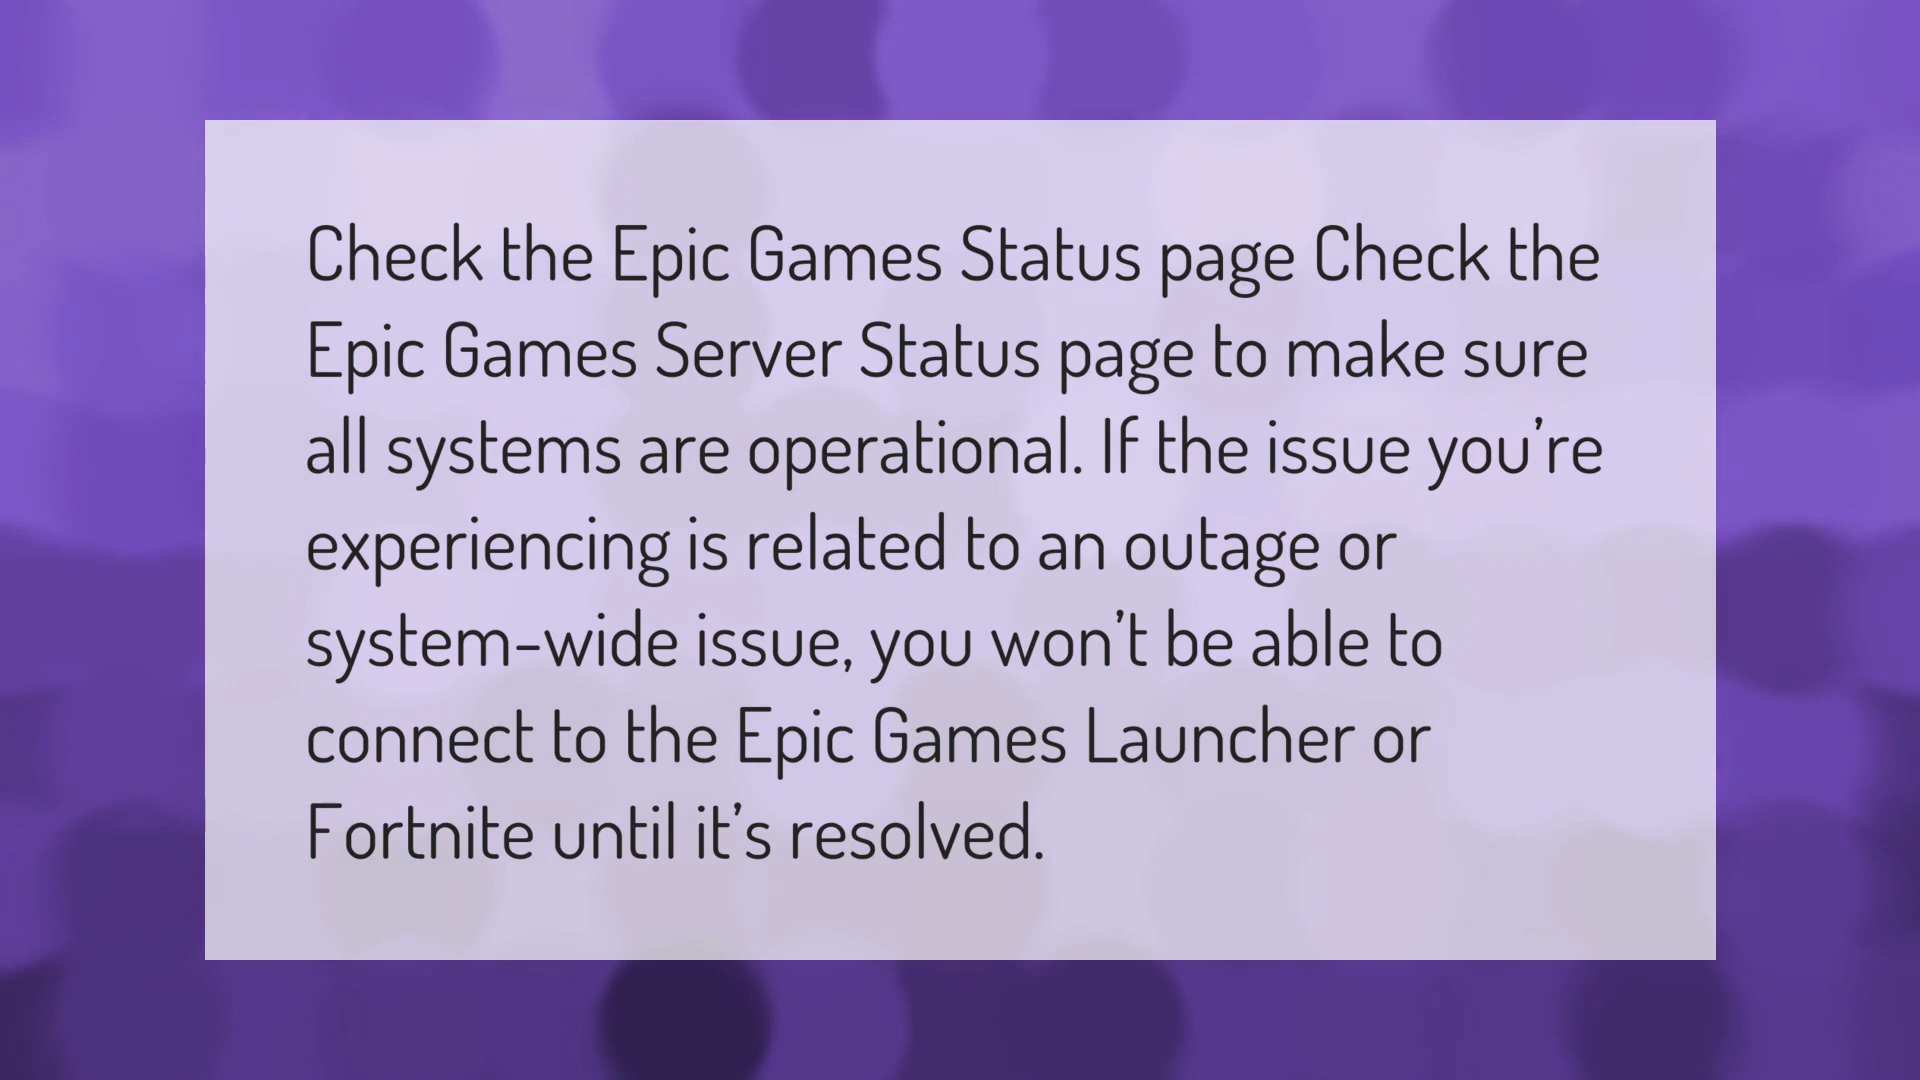 Check the Epic Games Status page Check the
Epic Games Server Status page to make sure
all systems are operational. If the issue you’re
experiencing is related to an outage or
system-wide issue, you won’t be able to
connect to the Epic Games Launcher or
Fortnite until it’s resolved.